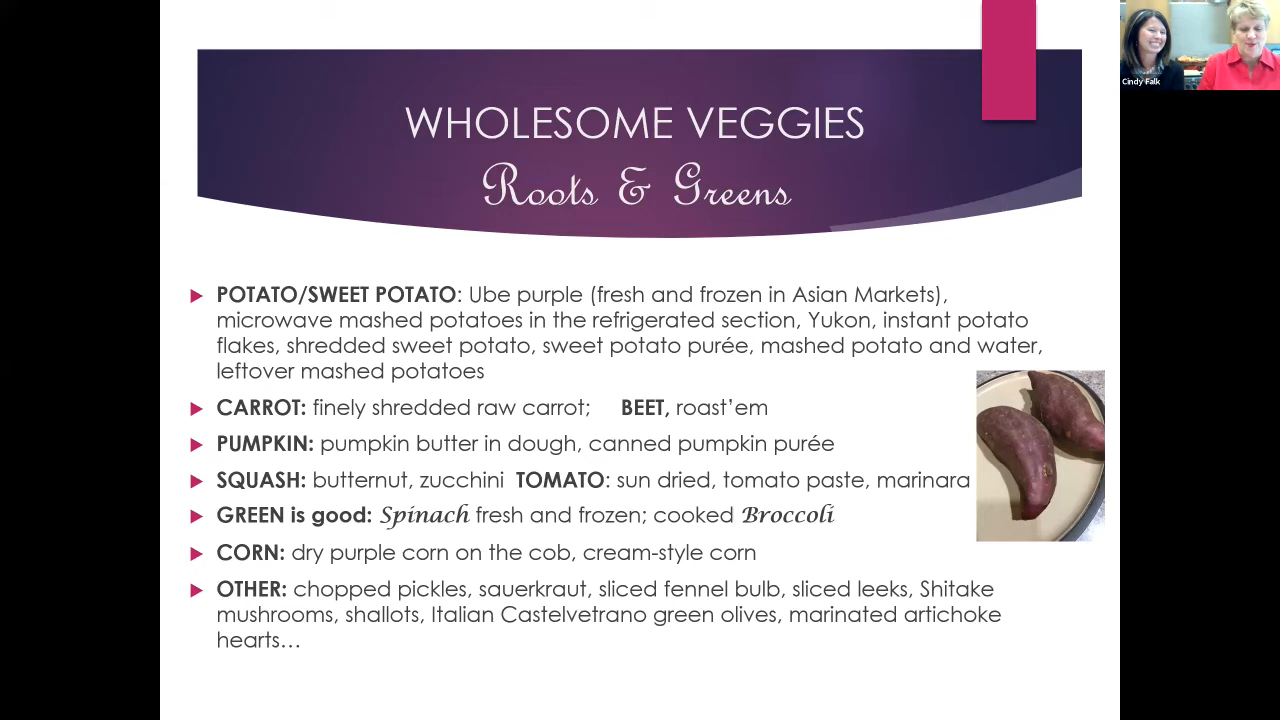 WHOLESOME VEGGIES
Roots & Greens
POTATO/SWEET POTATO: Ube purple (fresh and frozen in Asian Markets),
microwave mashed potatoes in the refrigerated section, Yukon, instant potato
flakes, shredded sweet potato, sweet potato purée, mashed potato and water,
leftover mashed potatoes
CARROT: finely shredded raw carrot; BEET, roast'em
PUMPKIN: pumpkin butter in dough, canned pumpkin purée
SQUASH: butternut, zucchini TOMATO: sun dried, tomato paste, marinara
GREEN is good: Spinach fresh and frozen; cooked Broccoli
CORN: dry purple corn on the cob, cream-style corn
OTHER: chopped pickles, sauerkraut, sliced fennel bulb, sliced leeks, Shitake
mushrooms, shallots, Italian Castelvetrano green olives, marinated artichoke
hearts…
Cindy Falk